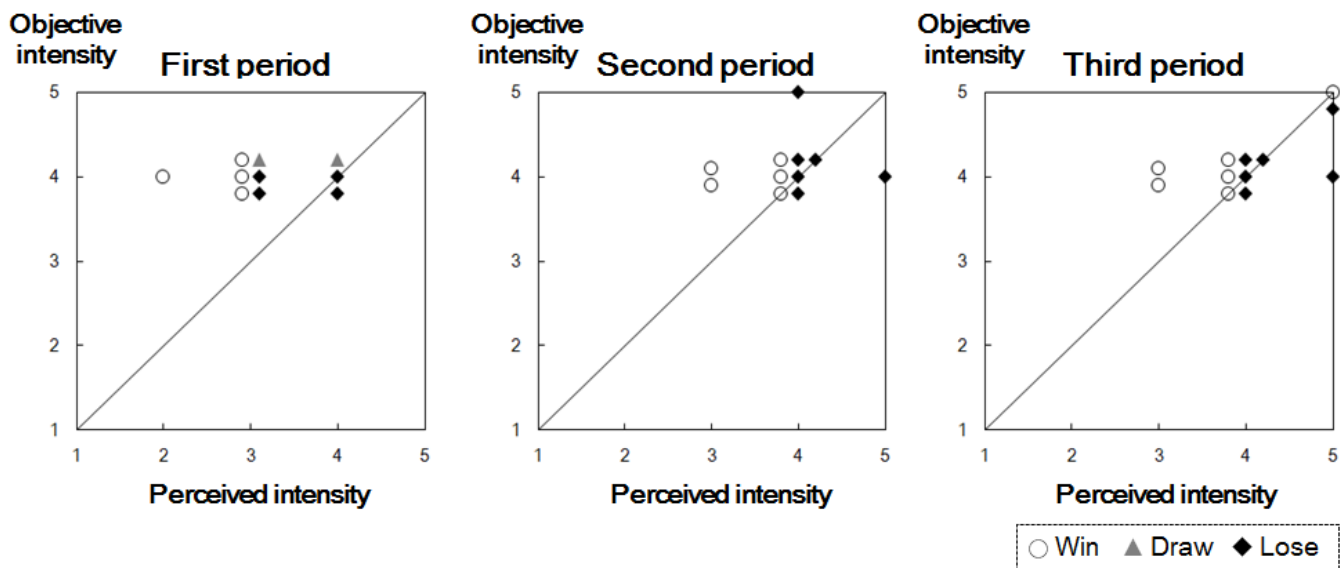 Objective
intensity
First period
5
4
3
2
1
1 2 3 4 5
Perceived intensity
Objective
intensity
Second period
5
4
3
2
1
1 2 3 4 5
Perceived intensity
Objective
intensity
Third period
5
4
3
2
1
1 2 3 4 5
Perceived intensity
Win Draw Lose